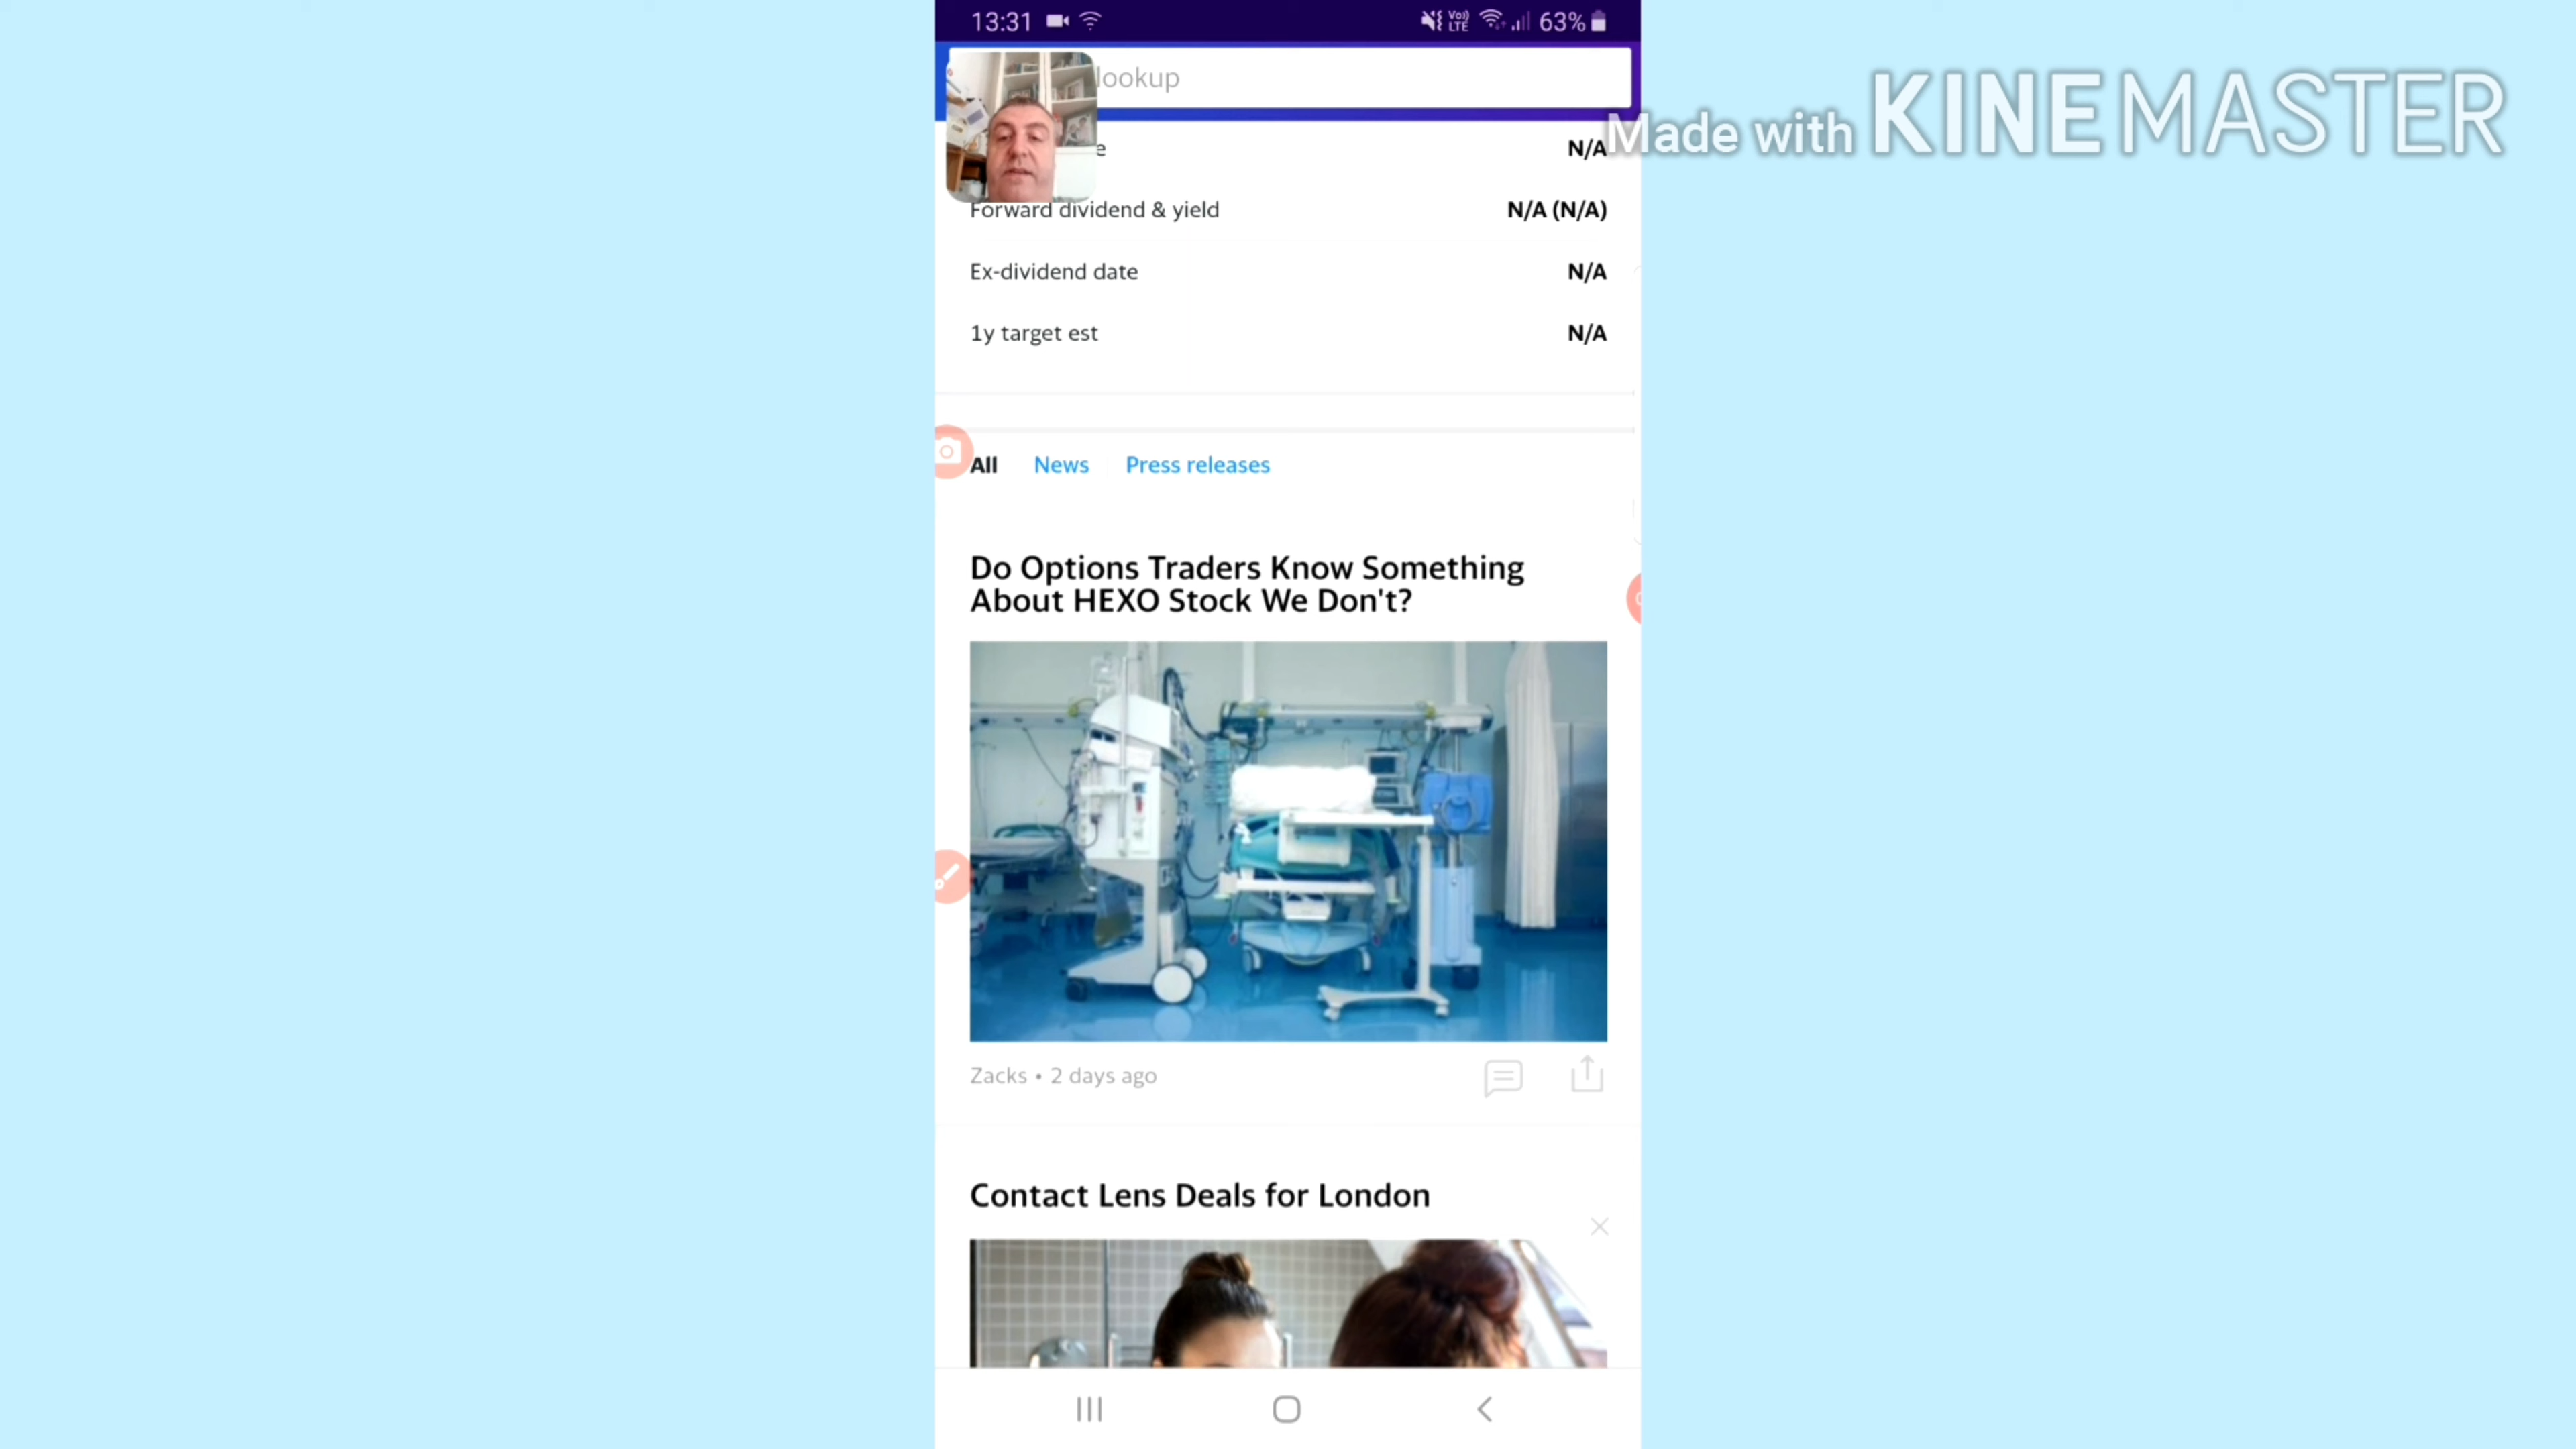 13:31
Vo)) LTE
63%
lookup
Made with KINEMASTER
e N/A
Forward dividend & yield N/A (N/A)
Ex-dividend date N/A
1y target est N/A
All News Press releases
Do Options Traders Know Something
About HEXO Stock We Don't?
Zacks • 2 days ago
Contact Lens Deals for London